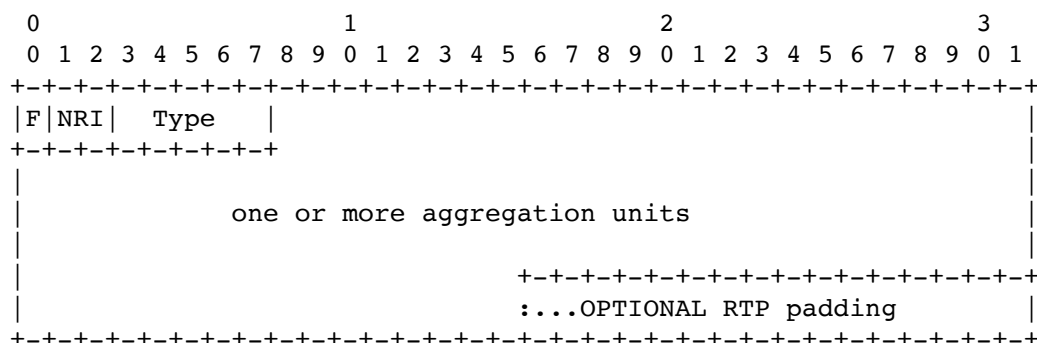 0                   1                   2                   3
 0 1 2 3 4 5 6 7 8 9 0 1 2 3 4 5 6 7 8 9 0 1 2 3 4 5 6 7 8 9 0 1
+-+-+-+-+-+-+-+-+-+-+-+-+-+-+-+-+-+-+-+-+-+-+-+-+-+-+-+-+-+-+-+-+
|F|NRI|  Type   |                                               |
+-+-+-+-+-+-+-+-+                                               |
|                                                               |
|             one or more aggregation units                     |
|                                                               |
|                               +-+-+-+-+-+-+-+-+-+-+-+-+-+-+-+-+
|                               :...OPTIONAL RTP padding        |
+-+-+-+-+-+-+-+-+-+-+-+-+-+-+-+-+-+-+-+-+-+-+-+-+-+-+-+-+-+-+-+-+